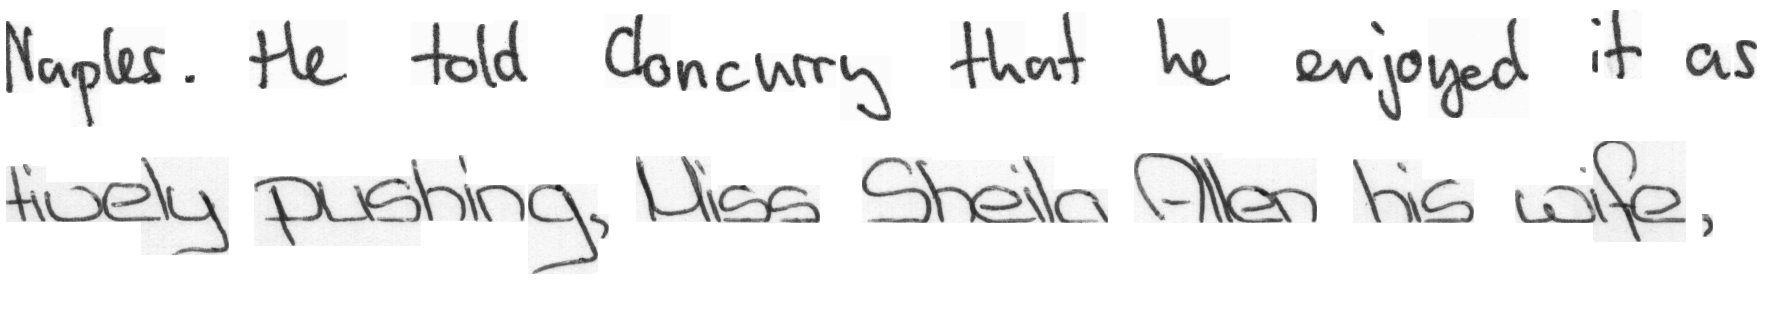 Naples. He told Cloncurry that he enjoyed it as
tively pushing, Miss Sheila Allen his wife,